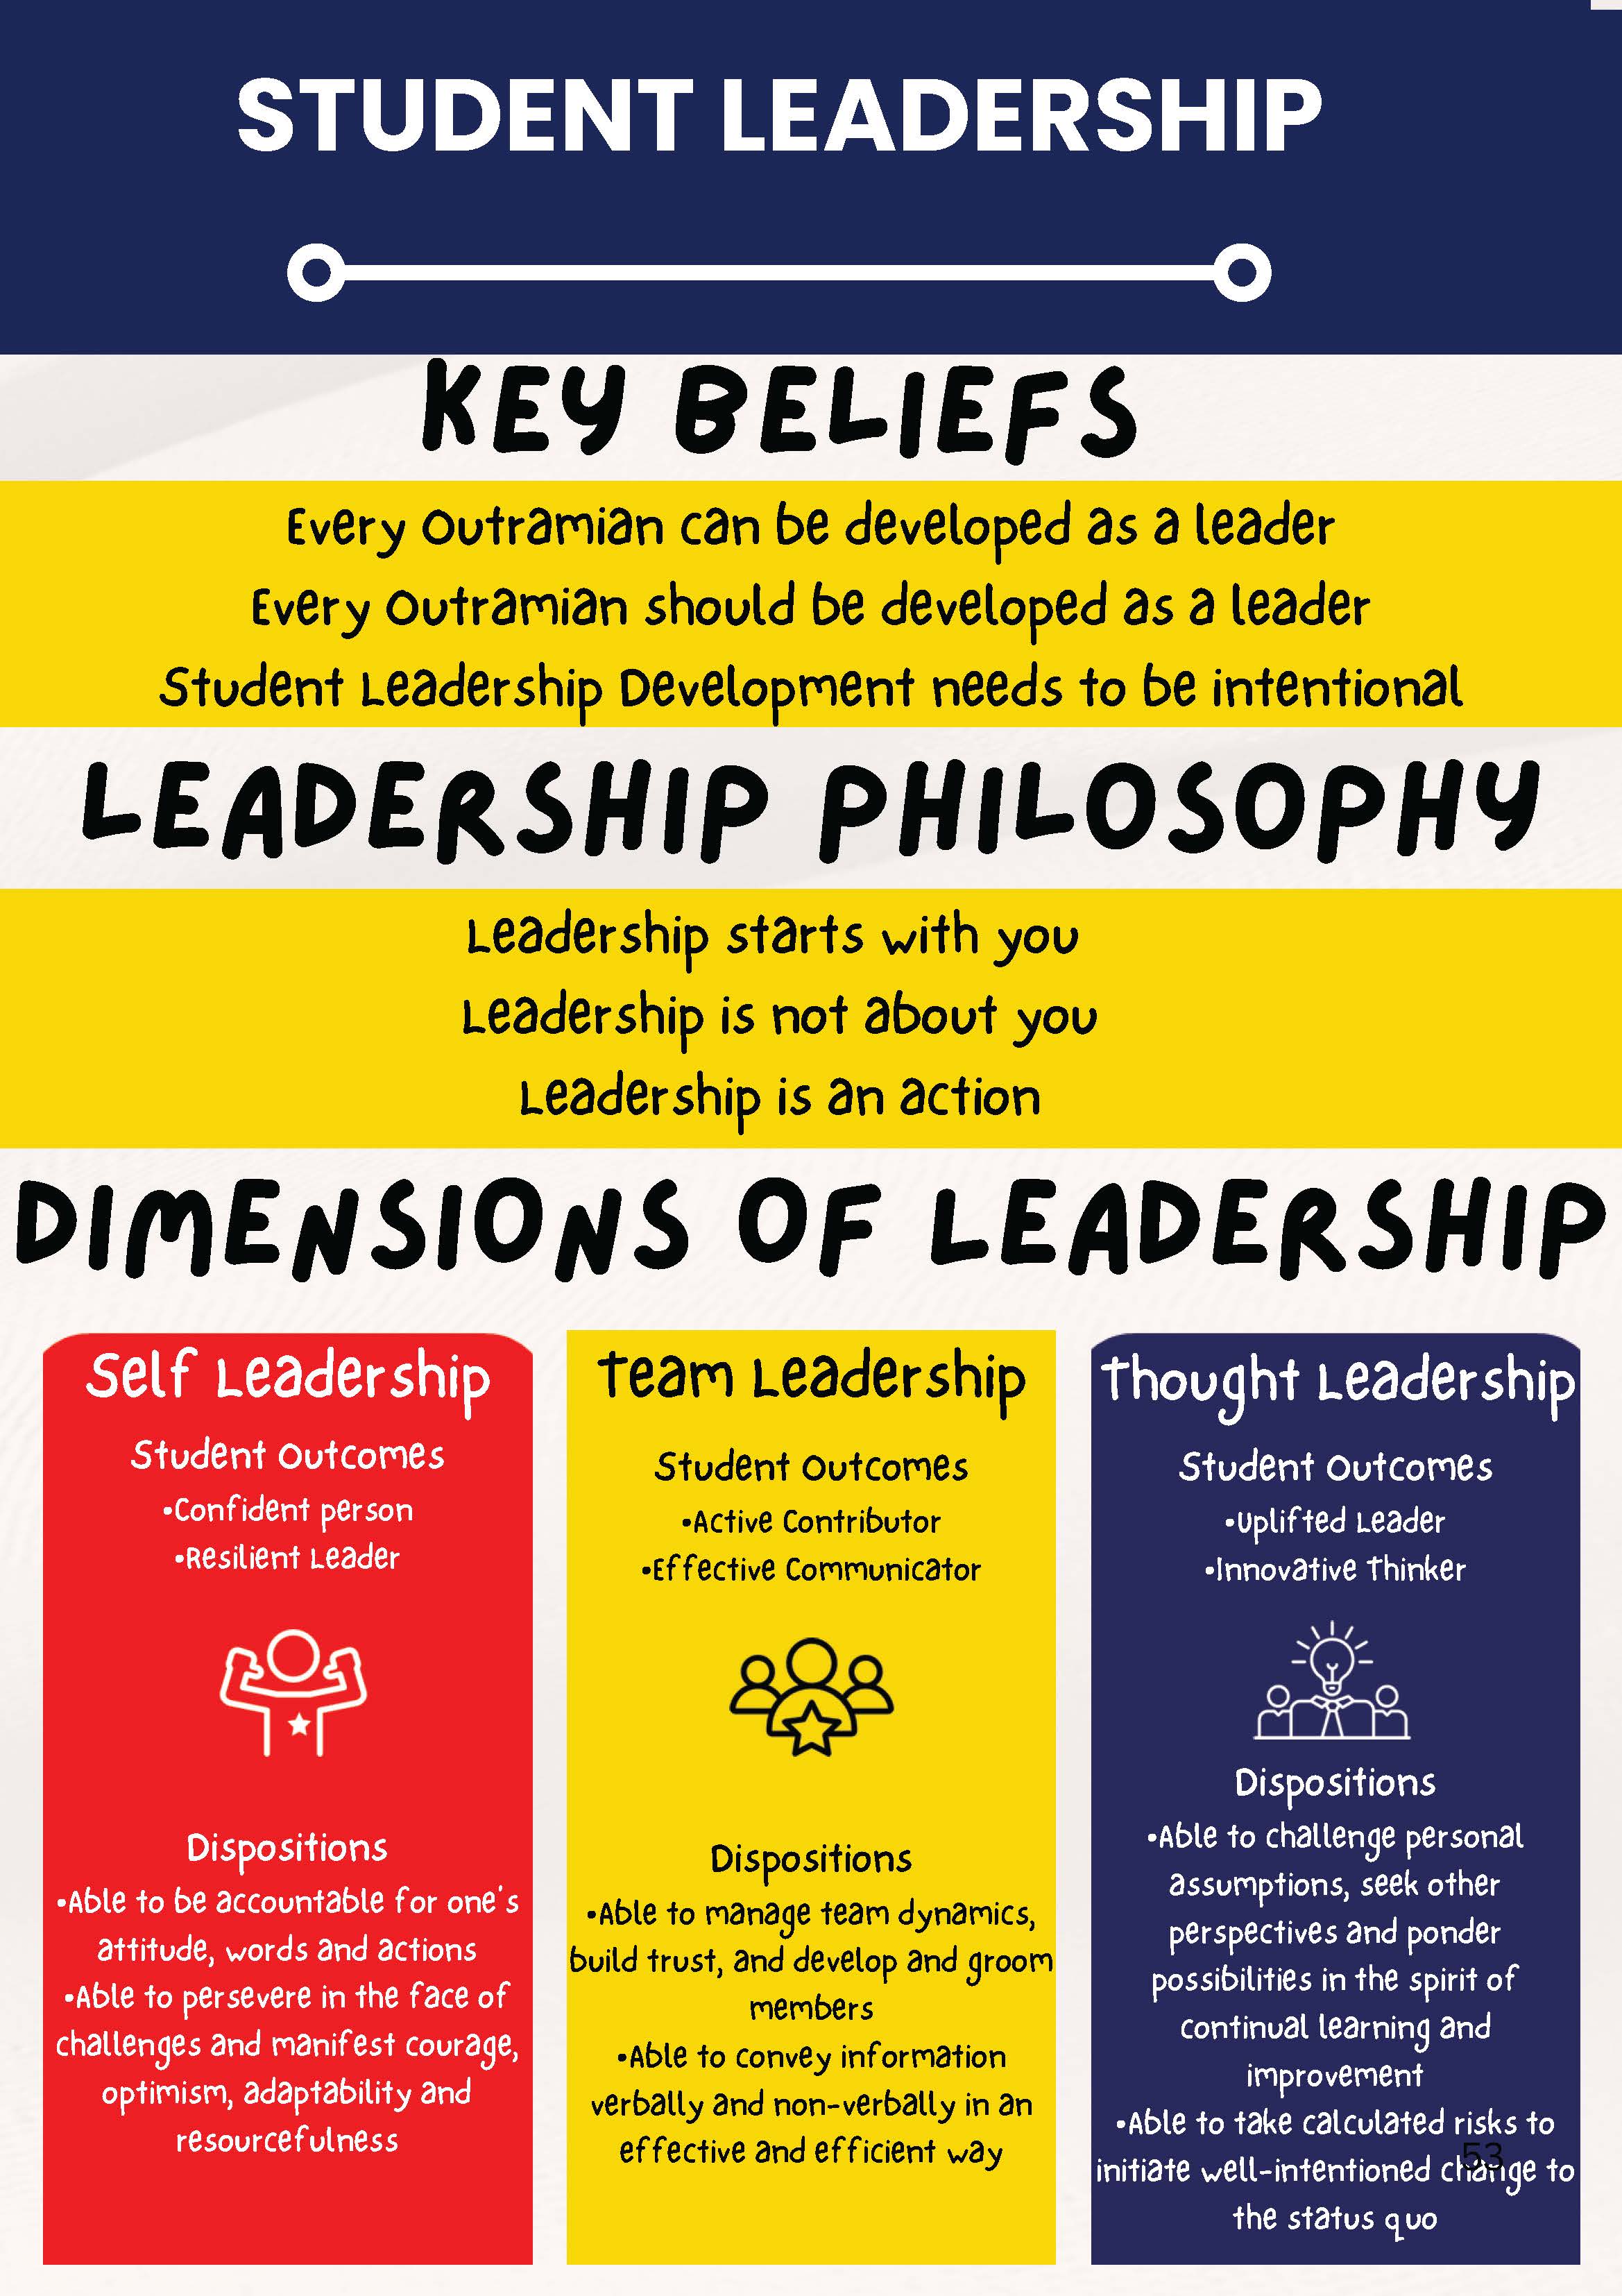 STUDENT LEADERSHIP
KEY BELIEFS
Every Outramian can be developed as a leader
Every Outramian should be developed as a leader
Student Leadership Development needs to be intentional
LEADERSHIP PHILOSOPHY
Leadership starts with you
Leadership is not about you
Leadership is an action
DIMENSIONS OF LEADERSHIP
Self Leadership
Student Outcomes
•Confident person
•Resilient Leader
Dispositions
•Able to be accountable for one's
attitude, words and actions
•Able to persevere in the face of
challenges and manifest courage,
optimism, adaptability and
resourcefulness
Team Leadership
Student Outcomes
•Active Contributor
•Effective Communicator
Dispositions
•Able to manage team dynamics,
build trust, and develop and groom
members
•Able to convey information
verbally and non-verbally in an
effective and efficient way
Thought Leadership
Student Outcomes
•Uplifted Leader
•Innovative Thinker
Dispositions
•Able to challenge personal
assumptions, seek other
perspectives and ponder
possibilities in the spirit of
continual learning and
improvement
•Able to take calculated risks to
initiate well-intentioned change to
the status quo
53